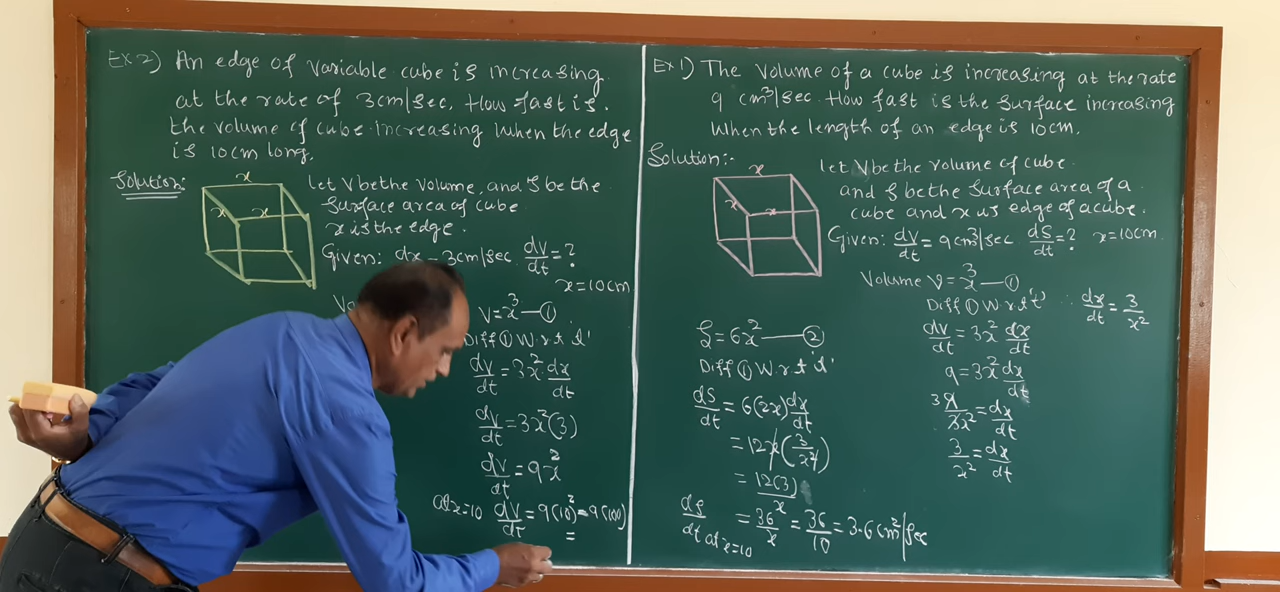 Ex 2) An edge of variable cube is increasing
at the rate of 3cm/sec. How fast is
the volume of cube increasing when the edge
is 10cm long.
Solution:
x
x
x
Let V be the volume, and S be the
Surface area of cube
x is the edge.
Given: dx = 3cm/sec dV/dt = ?
x = 10cm
V = x³ — ①
Diff ① W.r.t 't'
dV/dt = 3x² · dx/dt
dV/dt = 3x²(3)
dV/dt = 9x²
at x=10 dV/dt = 9(10)² = 9(100)
=
Ex 1) The volume of a cube is increasing at the rate
9 cm³/sec. How fast is the surface increasing
when the length of an edge is 10cm.
Solution:-
x
x
x
let V be the volume of cube
and S be the Surface area of a
cube and x us edge of a cube.
Given: dV/dt = 9cm³/sec dS/dt = ? x = 10cm.
Volume V = x³ — ①
Diff ① W.r.t 't'
dV/dt = 3x² dx/dt
9 = 3x² dx/dt
3 9/3x² = dx/dt
3/x² = dx/dt
∴ dx/dt = 3/x²
S = 6x² — ②
Diff ① W.r.t 't'
dS/dt = 6(2x) dx/dt
= 12x(3/x²)
= 12(3)/x
dS/dt at x=10 = 36/x = 36/10 = 3.6 cm²/sec